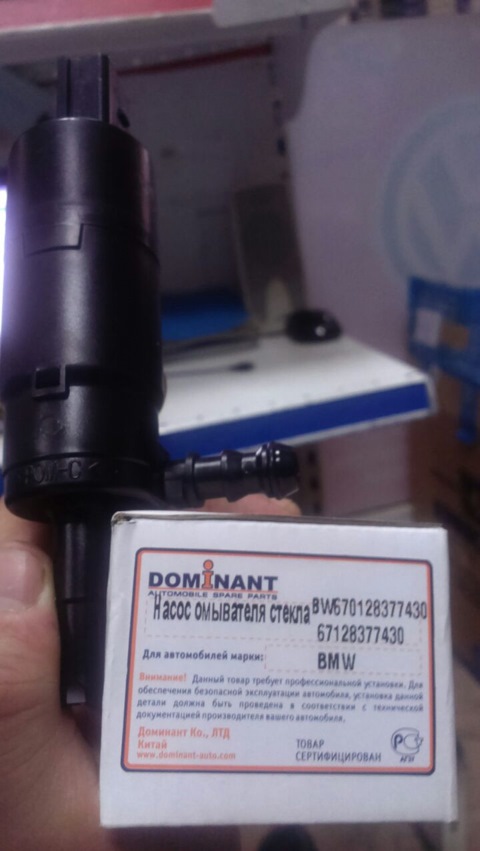 DOMINANT
AUTOMOBILE SPARE PARTS
Насос омывателя стекла BW670128377430
67128377430
Для автомобилей марки: BMW
Внимание! Данный товар требует профессиональной установки. Для
обеспечения безопасной эксплуатации автомобиля, установка данной
детали должна быть проведена в соответствии с технической
документацией производителя вашего автомобиля.
Доминант Ко., ЛТД
Китай
www.dominant-auto.com
ТОВАР
СЕРТИФИЦИРОВАН